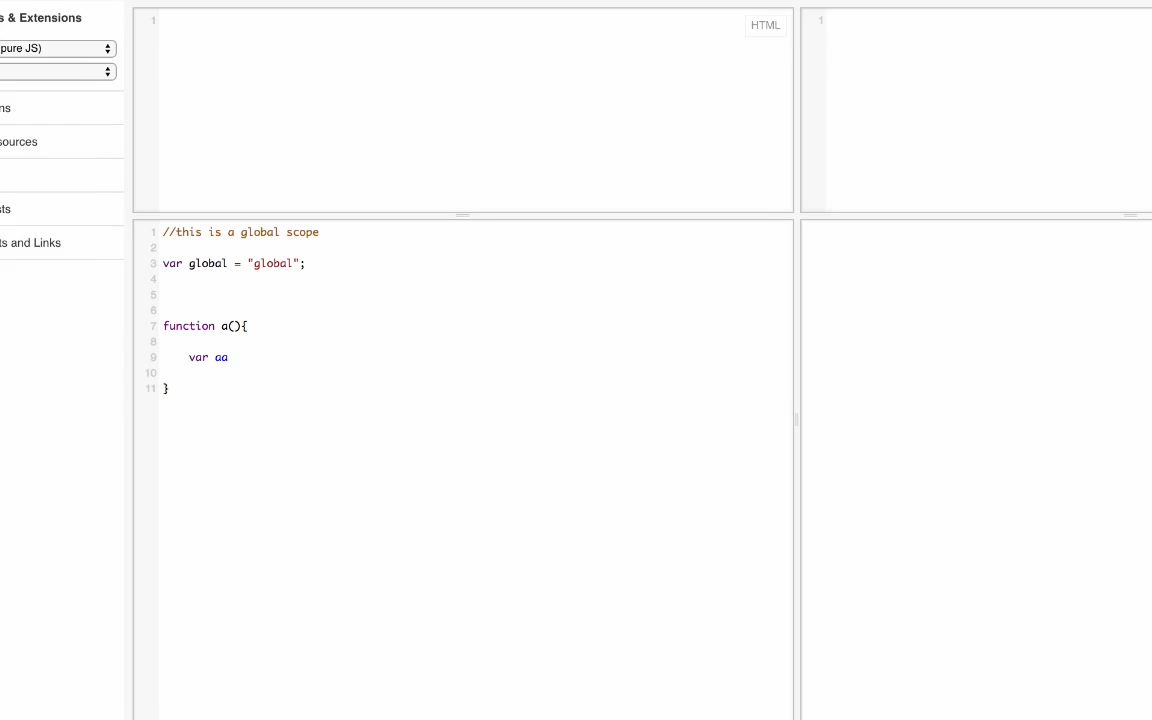 s & Extensions
pure JS)
ns
sources
sts
ts and Links
1
HTML
1
1 //this is a global scope
2
3 var global = "global";
4
5
6
7 function a(){
8
9 var aa
10
11 }